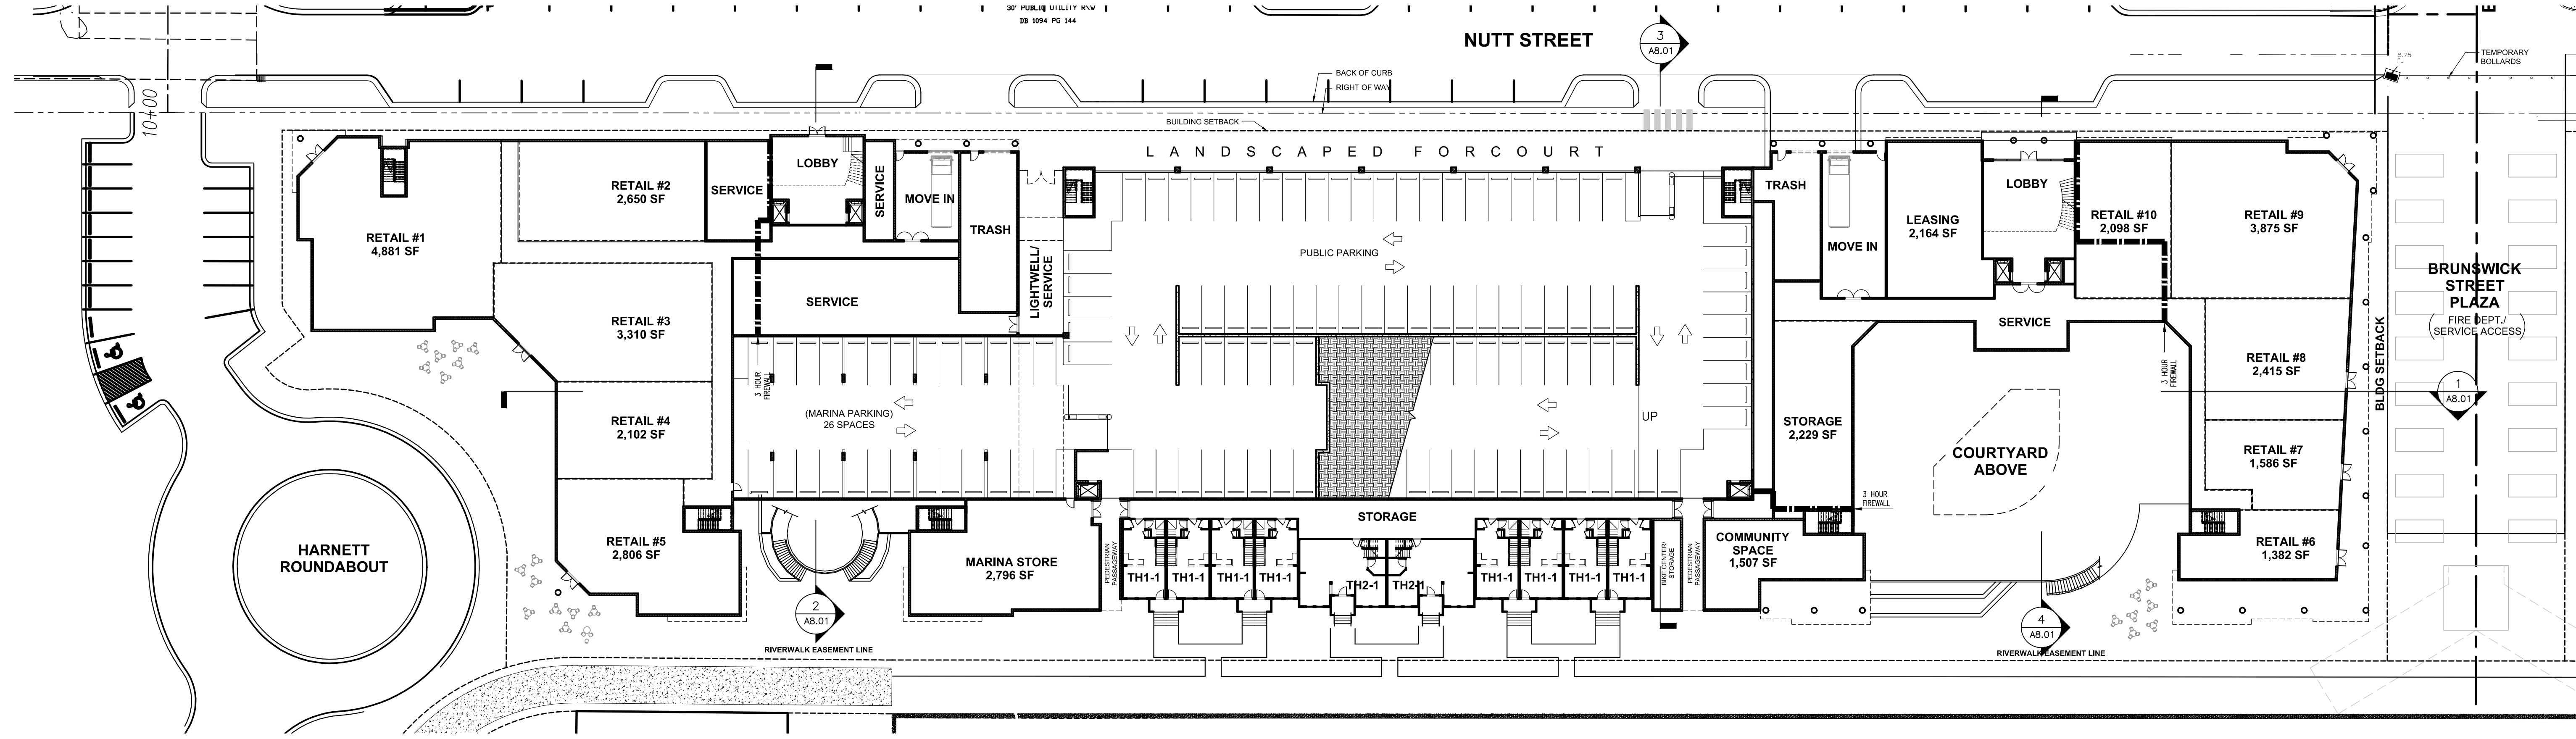 30' PUBLIC UTILITY R\W
DB 1094 PG 144
NUTT STREET
3
A8.01
TEMPORARY
BOLLARDS
BACK OF CURB
RIGHT OF WAY
BUILDING SETBACK
10+00
LANDSCAPED FORCOURT
RETAIL #1
4,881 SF
RETAIL #2
2,650 SF
SERVICE
LOBBY
SERVICE
MOVE IN
TRASH
LIGHTWELL/
SERVICE
PUBLIC PARKING
TRASH
MOVE IN
LEASING
2,164 SF
LOBBY
RETAIL #10
2,098 SF
RETAIL #9
3,875 SF
BRUNSWICK
STREET
PLAZA
(FIRE DEPT./
SERVICE ACCESS)
BLDG SETBACK
RETAIL #3
3,310 SF
SERVICE
3 HOUR
FIREWALL
SERVICE
3 HOUR
FIREWALL
RETAIL #8
2,415 SF
1
A8.01
RETAIL #4
2,102 SF
(MARINA PARKING)
26 SPACES
UP
STORAGE
2,229 SF
COURTYARD
ABOVE
RETAIL #7
1,586 SF
3 HOUR
FIREWALL
STORAGE
HARNETT
ROUNDABOUT
RETAIL #5
2,806 SF
MARINA STORE
2,796 SF
PEDESTRIAN
PASSAGEWAY
TH1-1
TH1-1
TH1-1
TH1-1
TH2-1
TH2-1
TH1-1
TH1-1
TH1-1
TH1-1
BIKE CENTER/
STORAGE
PEDESTRIAN
PASSAGEWAY
COMMUNITY
SPACE
1,507 SF
RETAIL #6
1,382 SF
2
A8.01
4
A8.01
RIVERWALK EASEMENT LINE
RIVERWALK EASEMENT LINE